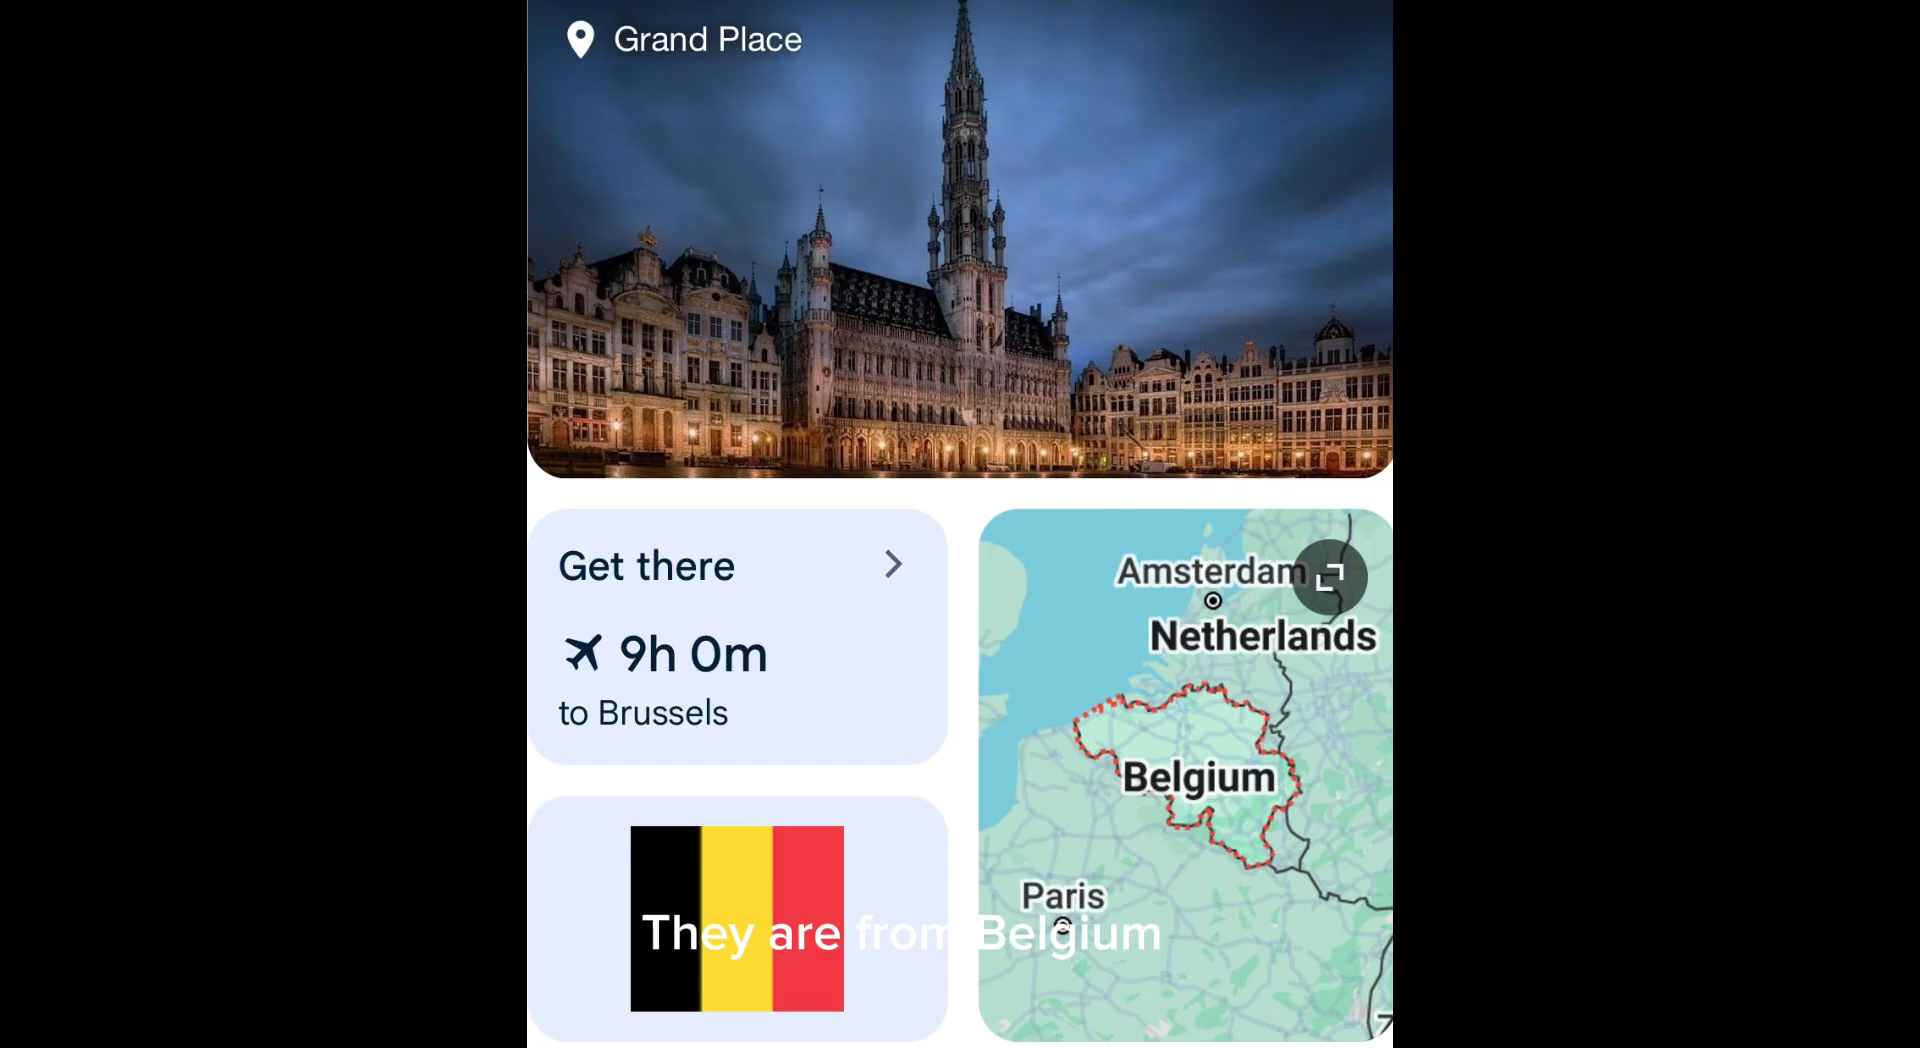 Grand Place
Get there
9h 0m
to Brussels
Amsterdam
Netherlands
Belgium
Paris
They are from Belgium